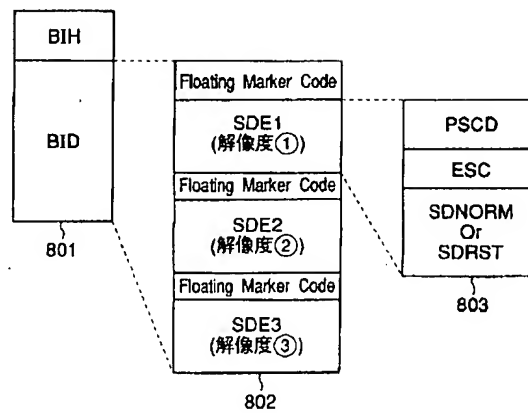 BIH
BID
801
Floating Marker Code
SDE1
(解像度①)
Floating Marker Code
SDE2
(解像度②)
Floating Marker Code
SDE3
(解像度③)
802
PSCD
ESC
SDNORM
Or
SDRST
803